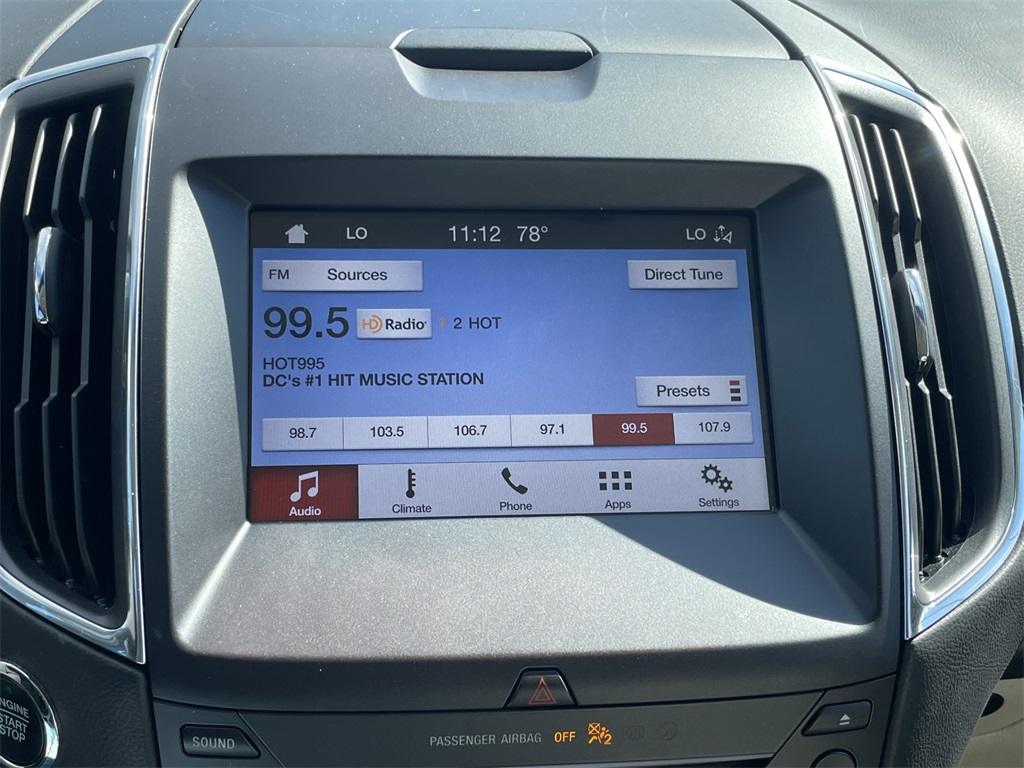 LO 11:12 78° LO
FM Sources Direct Tune
99.5 HD Radio 1 2 HOT
HOT995
DC's #1 HIT MUSIC STATION
Presets
98.7 103.5 106.7 97.1 99.5 107.9
Audio Climate Phone Apps Settings
ENGINE
START
STOP
SOUND
PASSENGER AIRBAG OFF 2